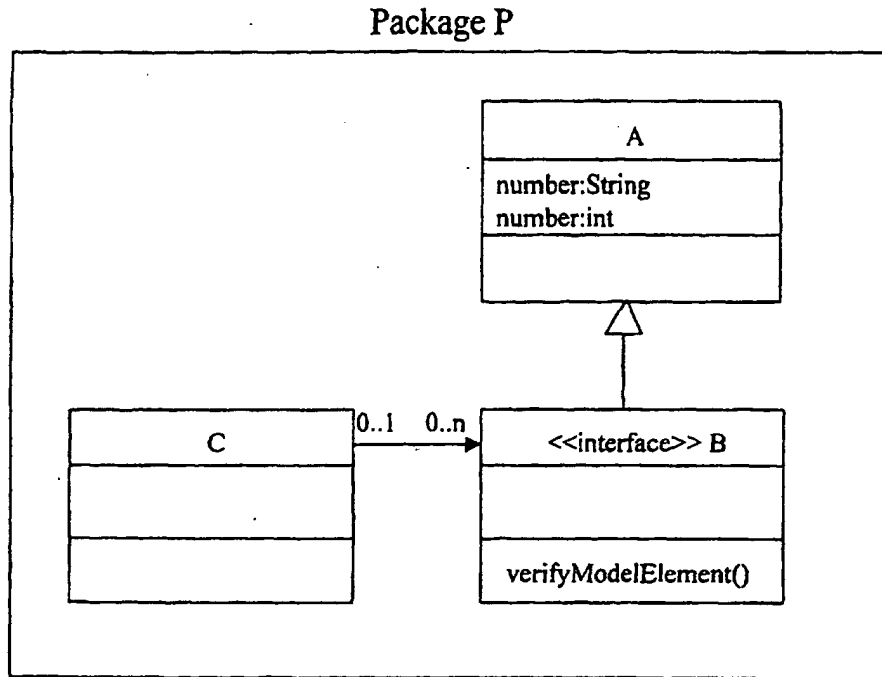 Package P
A
number:String
number:int
C
0..1 0..n
<<interface>> B
verifyModelElement()